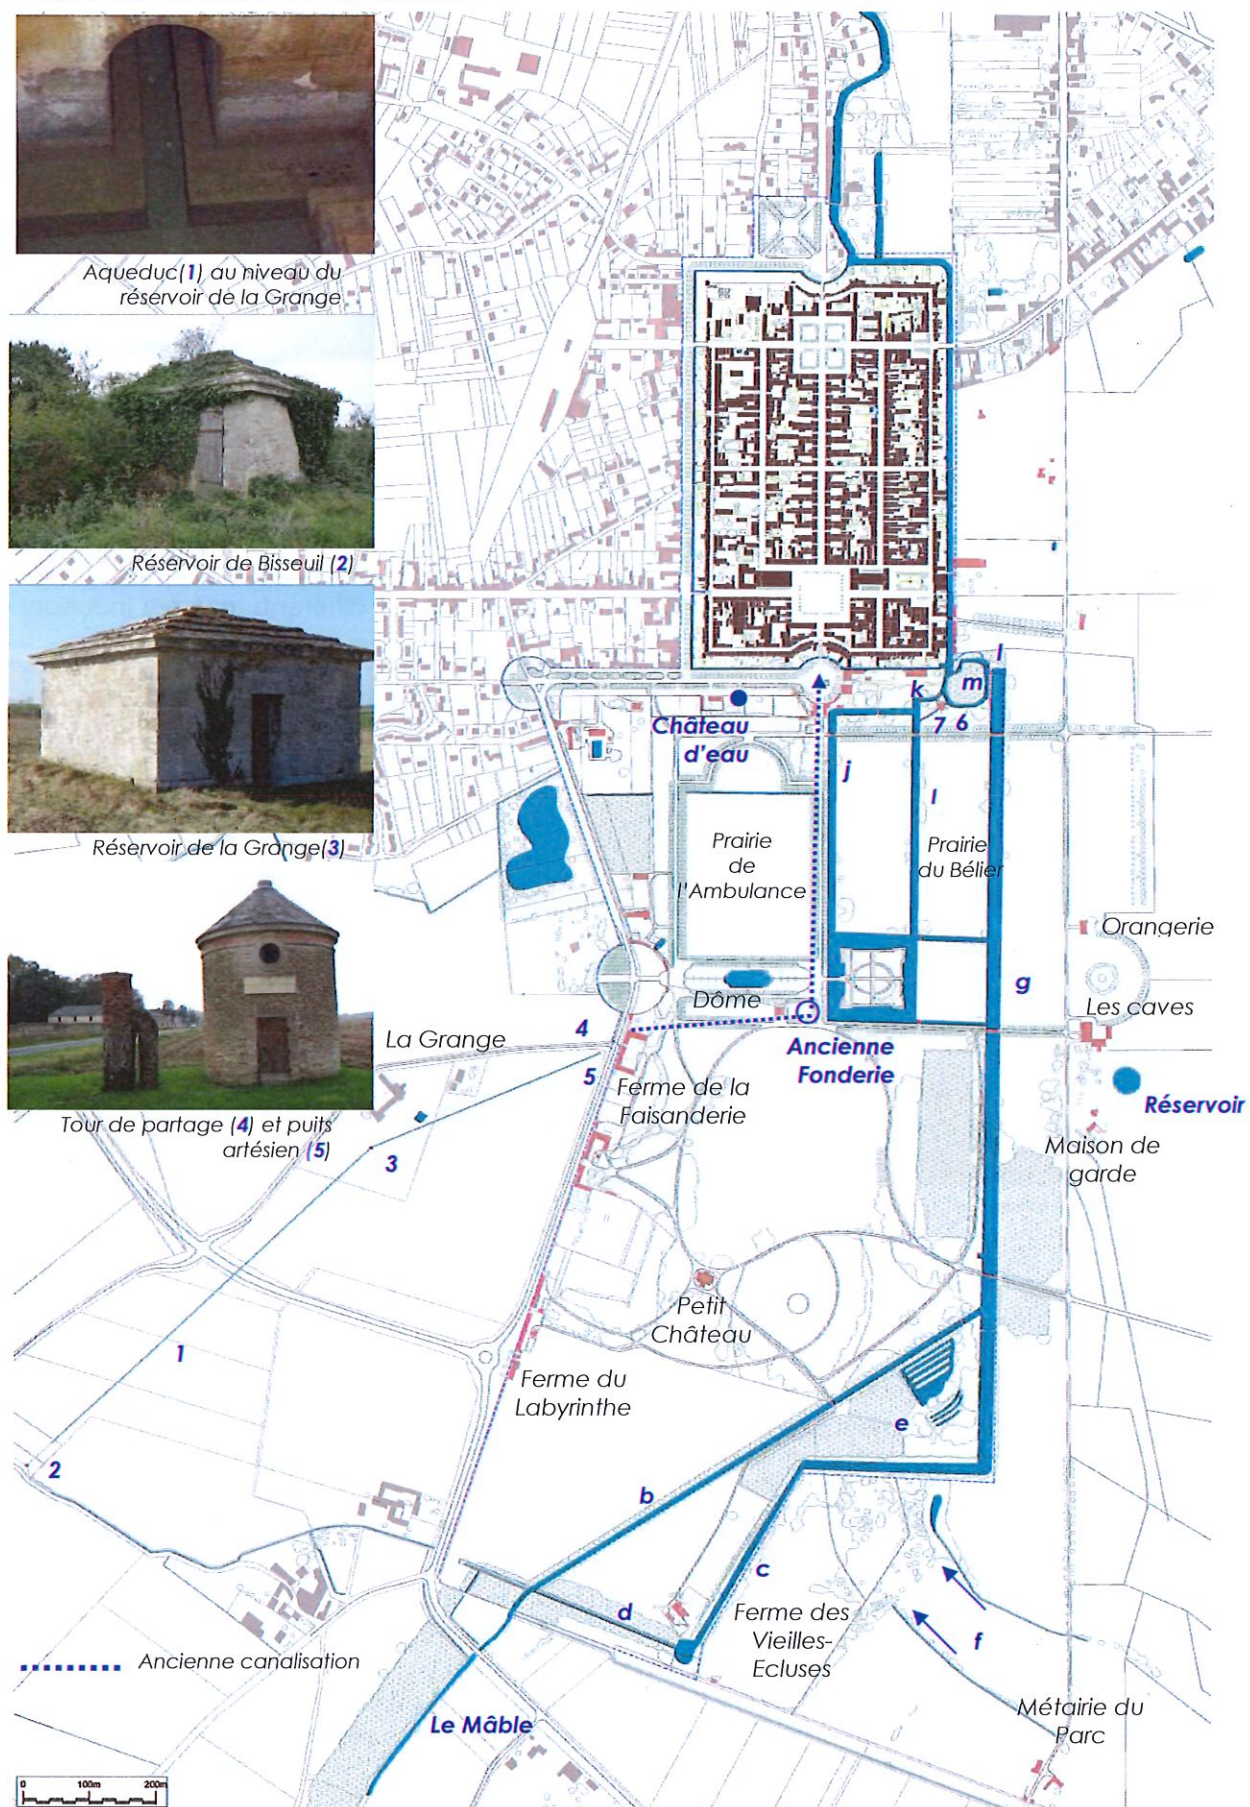 Aqueduc(1) au niveau du
réservoir de la Grange
Réservoir de Bisseuil (2)
Réservoir de la Grange(3)
Tour de partage (4) et puits
artésien (5)
Château
d'eau
k
m
l
7
6
j
l
Prairie
de
l'Ambulance
Prairie
du Bélier
Orangerie
g
Dôme
Les caves
4
La Grange
5
Ancienne
Fonderie
Ferme de la
Faisanderie
Réservoir
3
Maison de
garde
Petit
Château
1
Ferme du
Labyrinthe
e
2
b
c
d
Ferme des
Vieilles-
Ecluses
f
Ancienne canalisation
Le Mâble
Métairie du
Parc
0 100m 200m